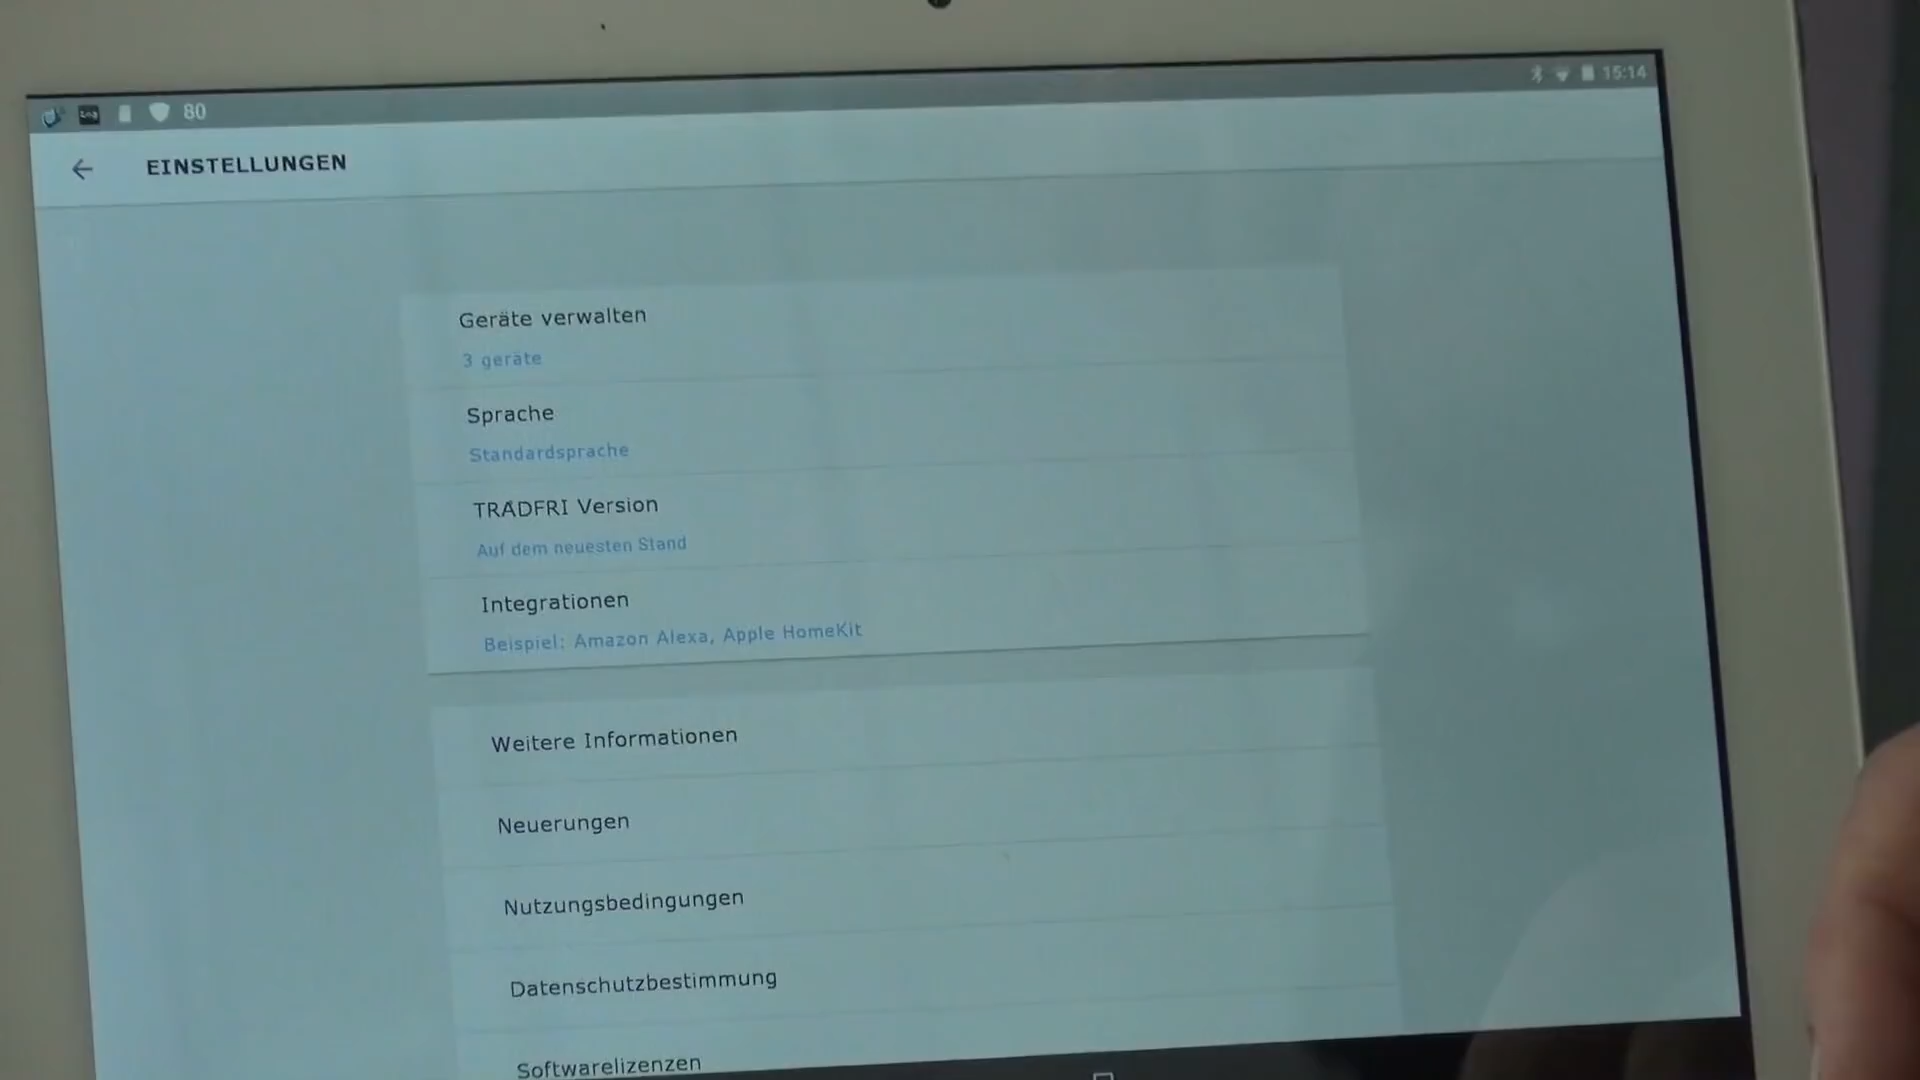 80
15:14
EINSTELLUNGEN
Geräte verwalten
3 geräte
Sprache
Standardsprache
TRÅDFRI Version
Auf dem neuesten Stand
Integrationen
Beispiel: Amazon Alexa, Apple HomeKit
Weitere Informationen
Neuerungen
Nutzungsbedingungen
Datenschutzbestimmung
Softwarelizenzen